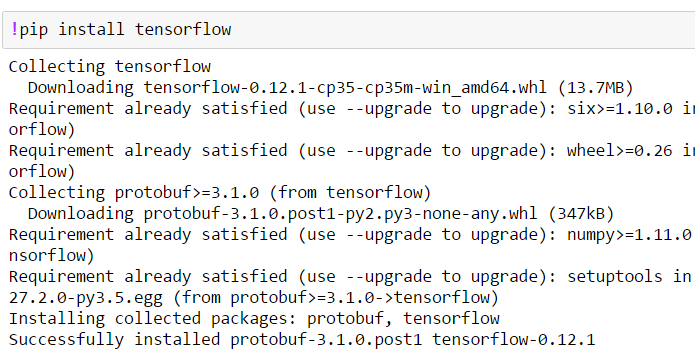 !pip install tensorflow
Collecting tensorflow
Downloading tensorflow-0.12.1-cp35-cp35m-win_amd64.whl (13.7MB)
Requirement already satisfied (use --upgrade to upgrade): six>=1.10.0 in
orflow)
Requirement already satisfied (use --upgrade to upgrade): wheel>=0.26 in
orflow)
Collecting protobuf>=3.1.0 (from tensorflow)
Downloading protobuf-3.1.0.post1-py2.py3-none-any.whl (347kB)
Requirement already satisfied (use --upgrade to upgrade): numpy>=1.11.0
nsorflow)
Requirement already satisfied (use --upgrade to upgrade): setuptools in
27.2.0-py3.5.egg (from protobuf>=3.1.0->tensorflow)
Installing collected packages: protobuf, tensorflow
Successfully installed protobuf-3.1.0.post1 tensorflow-0.12.1